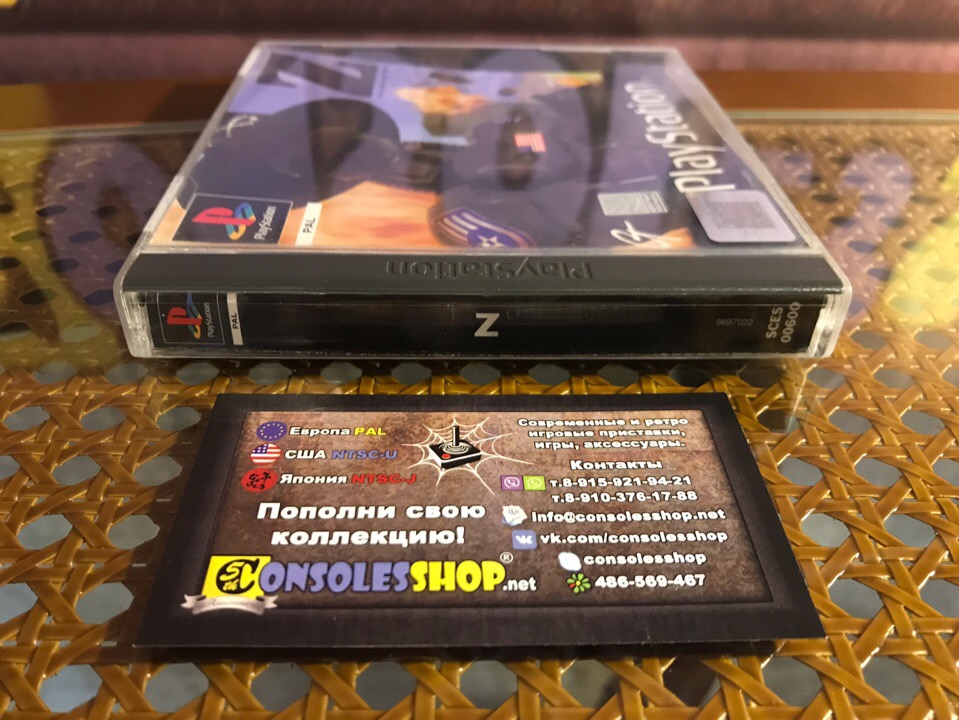 Z
PlayStation
PlayStation
PAL
PlayStation
PlayStation
PAL
Z
9697022
SCES
00600
Европа PAL
США NTSC-U
Япония NTSC-J
Пополни свою
коллекцию!
CONSOLESSHOP®.net
Современные и ретро
игровые приставки,
игры, аксессуары.
Контакты
т.8-915-921-94-21
т.8-910-376-17-88
info@consolesshop.net
vk.com/consolesshop
consolesshop
486-569-467